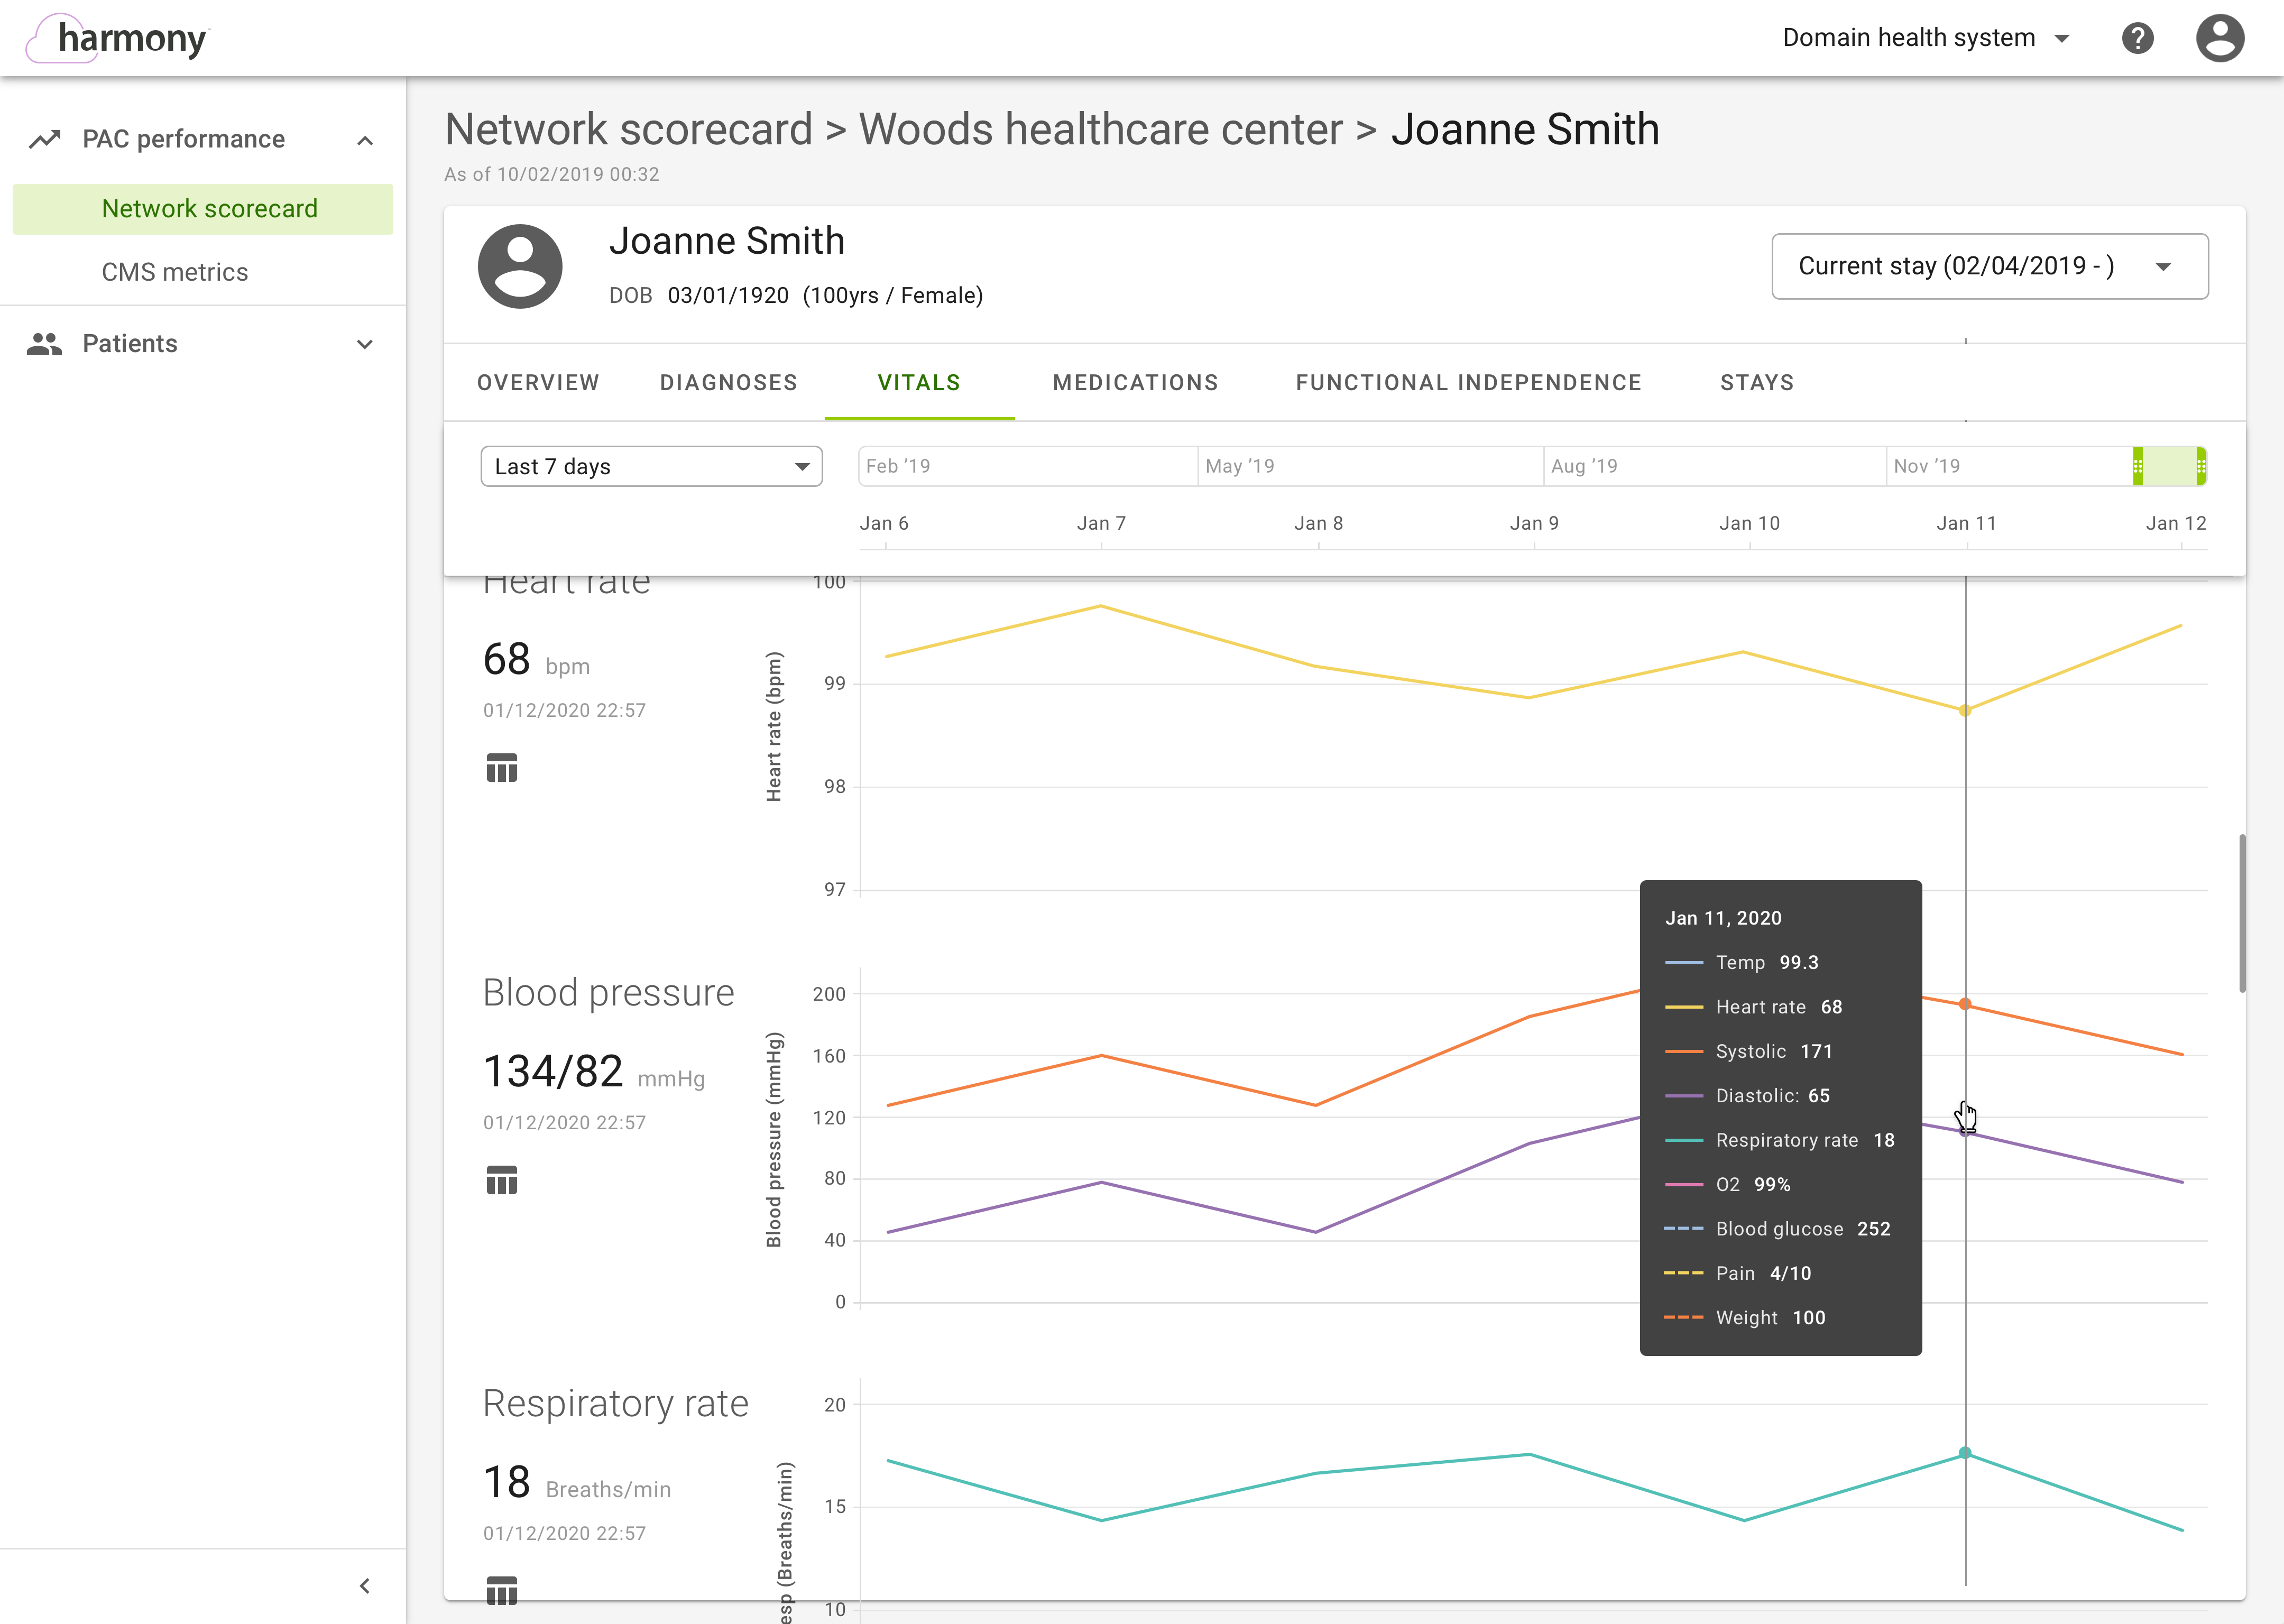 harmony
Domain health system
PAC performance
Network scorecard
CMS metrics
Patients
Network scorecard > Woods healthcare center > Joanne Smith
As of 10/02/2019 00:32
Joanne Smith
DOB 03/01/1920 (100yrs / Female)
Current stay (02/04/2019 - )
OVERVIEW DIAGNOSES VITALS MEDICATIONS FUNCTIONAL INDEPENDENCE STAYS
Last 7 days
Feb ’19 May ’19 Aug ’19 Nov ’19
Jan 6 Jan 7 Jan 8 Jan 9 Jan 10 Jan 11 Jan 12
Heart rate
68 bpm
01/12/2020 22:57
Heart rate (bpm)
100
99
98
97
Blood pressure
134/82 mmHg
01/12/2020 22:57
Blood pressure (mmHg)
200
160
120
80
40
0
Jan 11, 2020
Temp 99.3
Heart rate 68
Systolic 171
Diastolic: 65
Respiratory rate 18
O2 99%
Blood glucose 252
Pain 4/10
Weight 100
Respiratory rate
18 Breaths/min
01/12/2020 22:57
esp (Breaths/min)
20
15
10